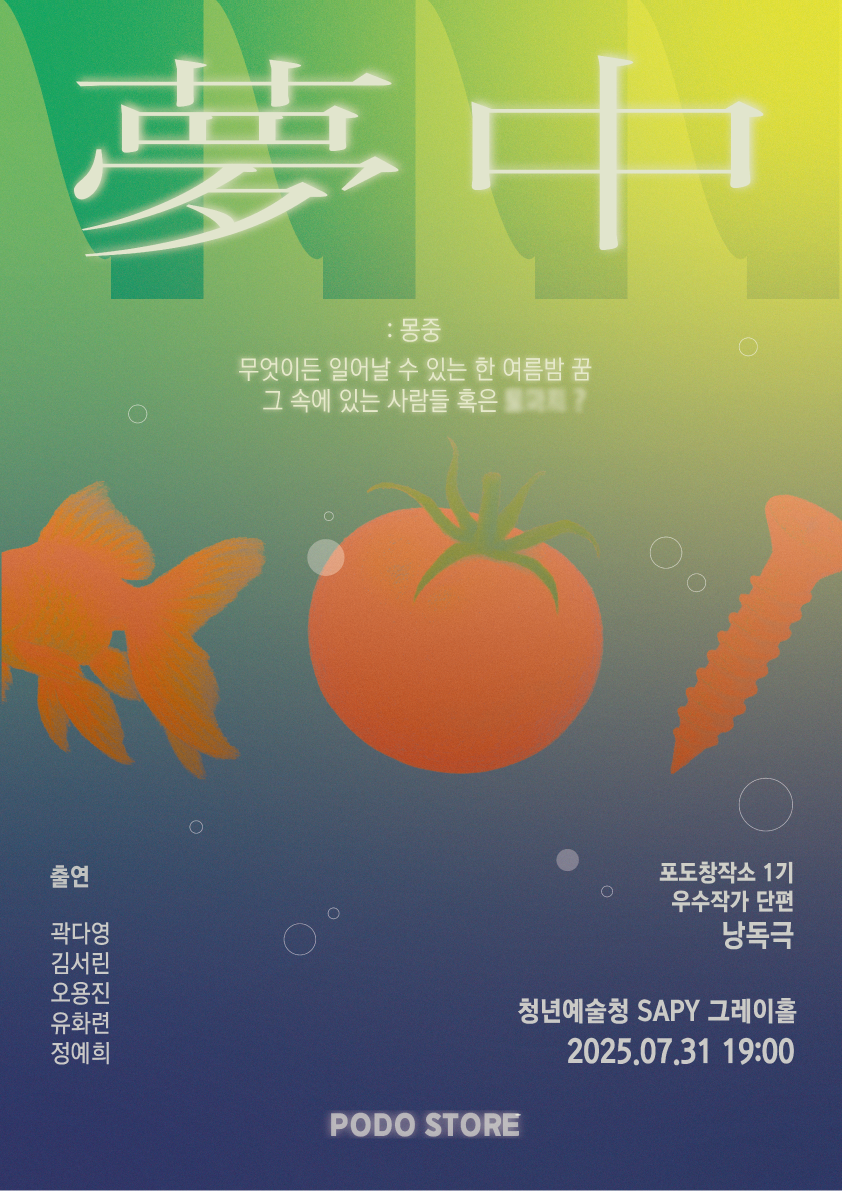 夢中
: 몽중
무엇이든 일어날 수 있는 한 여름밤 꿈
그 속에 있는 사람들 혹은 ?
출연
곽다영
김서린
오용진
유화련
정예희
포도창작소 1기
우수작가 단편
낭독극
청년예술청 SAPY 그레이홀
2025.07.31 19:00
PODO STORE